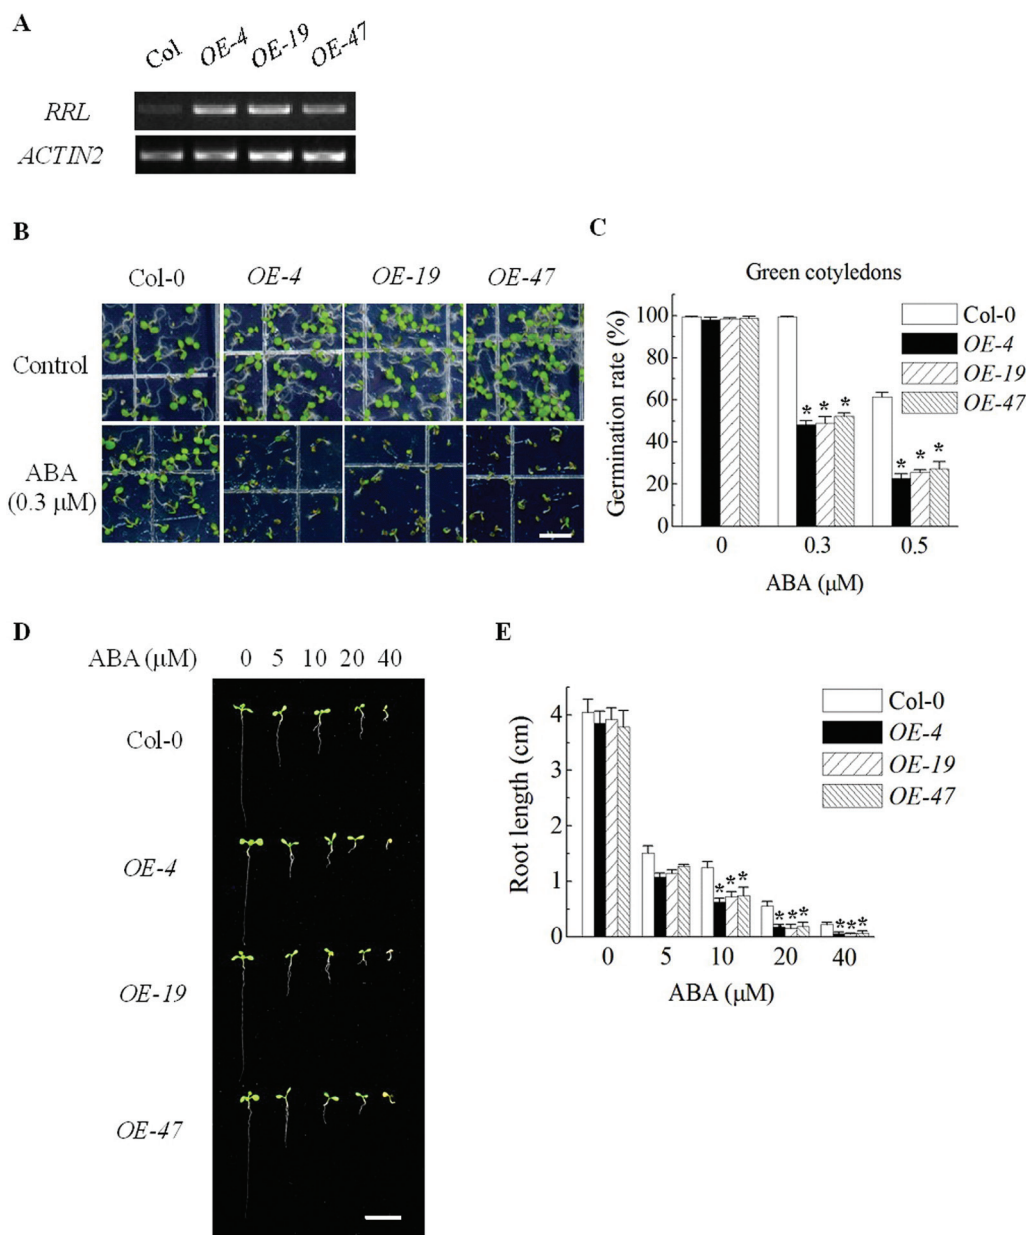 A
Col OE-4 OE-19 OE-47
RRL
ACTIN2
B
Col-0 OE-4 OE-19 OE-47
Control
ABA
(0.3 μM)
C
Green cotyledons
Germination rate (%)
100
80
60
40
20
0
Col-0
OE-4
OE-19
OE-47
* * *
* * *
0 0.3 0.5
ABA (μM)
D
ABA (μM) 0 5 10 20 40
Col-0
OE-4
OE-19
OE-47
E
Root length (cm)
4
3
2
1
0
Col-0
OE-4
OE-19
OE-47
*** *** ***
0 5 10 20 40
ABA (μM)